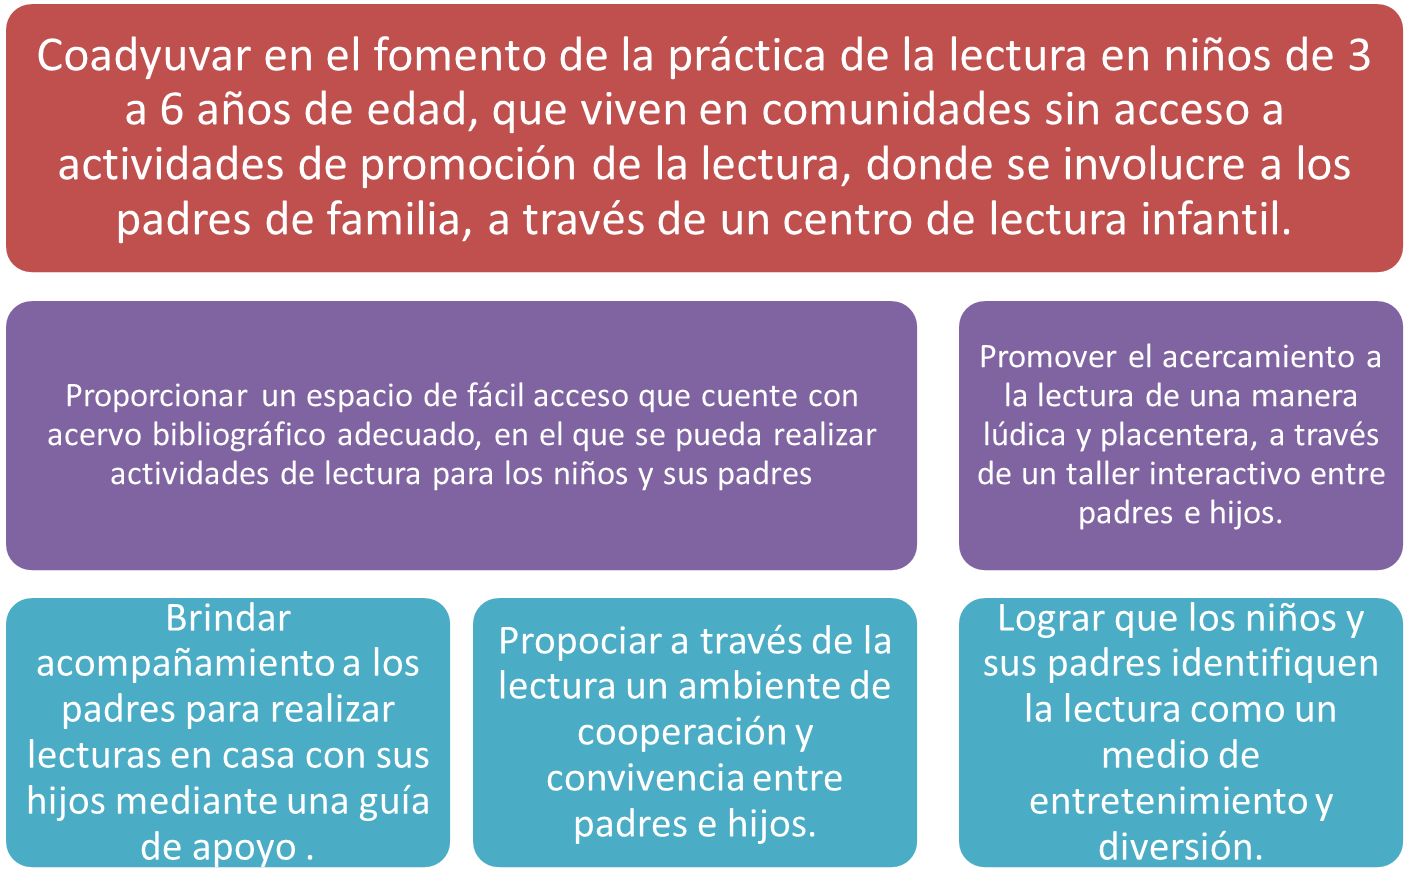 Coadyuvar en el fomento de la práctica de la lectura en niños de 3
a 6 años de edad, que viven en comunidades sin acceso a
actividades de promoción de la lectura, donde se involucre a los
padres de familia, a través de un centro de lectura infantil.
Proporcionar un espacio de fácil acceso que cuente con
acervo bibliográfico adecuado, en el que se pueda realizar
actividades de lectura para los niños y sus padres
Promover el acercamiento a
la lectura de una manera
lúdica y placentera, a través
de un taller interactivo entre
padres e hijos.
Brindar
acompañamiento a los
padres para realizar
lecturas en casa con sus
hijos mediante una guía
de apoyo .
Propociar a través de la
lectura un ambiente de
cooperación y
convivencia entre
padres e hijos.
Lograr que los niños y
sus padres identifiquen
la lectura como un
medio de
entretenimiento y
diversión.